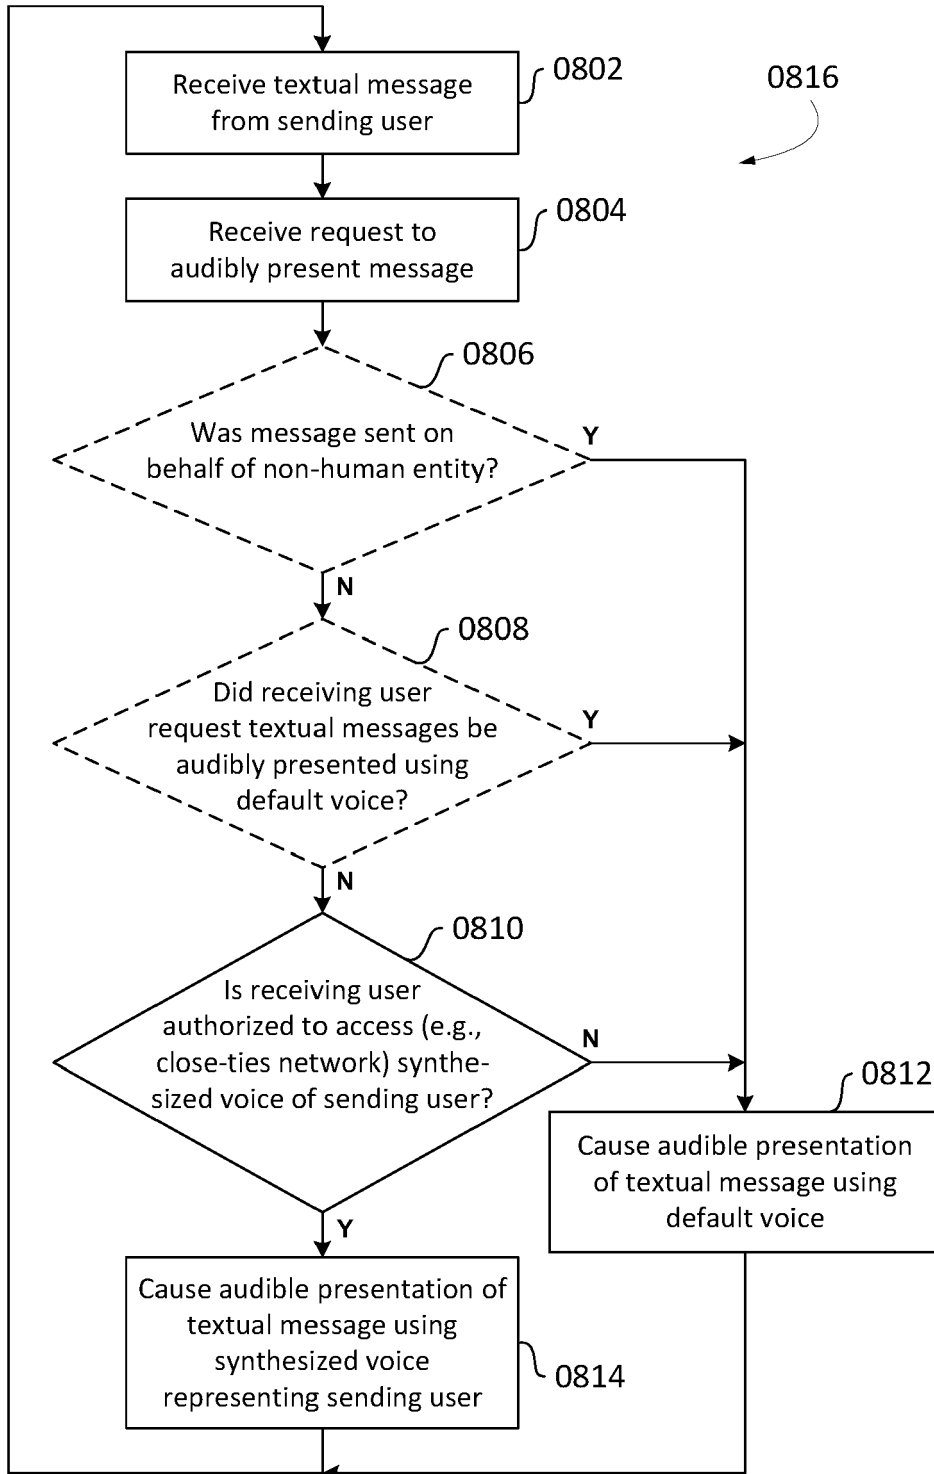 0802
0816
Receive textual message
from sending user
0804
Receive request to
audibly present message
0806
Was message sent on
behalf of non-human entity?
Y
N
0808
Did receiving user
request textual messages be
audibly presented using
default voice?
Y
N
0810
Is receiving user
authorized to access (e.g.,
close-ties network) synthe-
sized voice of sending user?
N
0812
Cause audible presentation
of textual message using
default voice
Y
Cause audible presentation of
textual message using
synthesized voice
representing sending user
0814